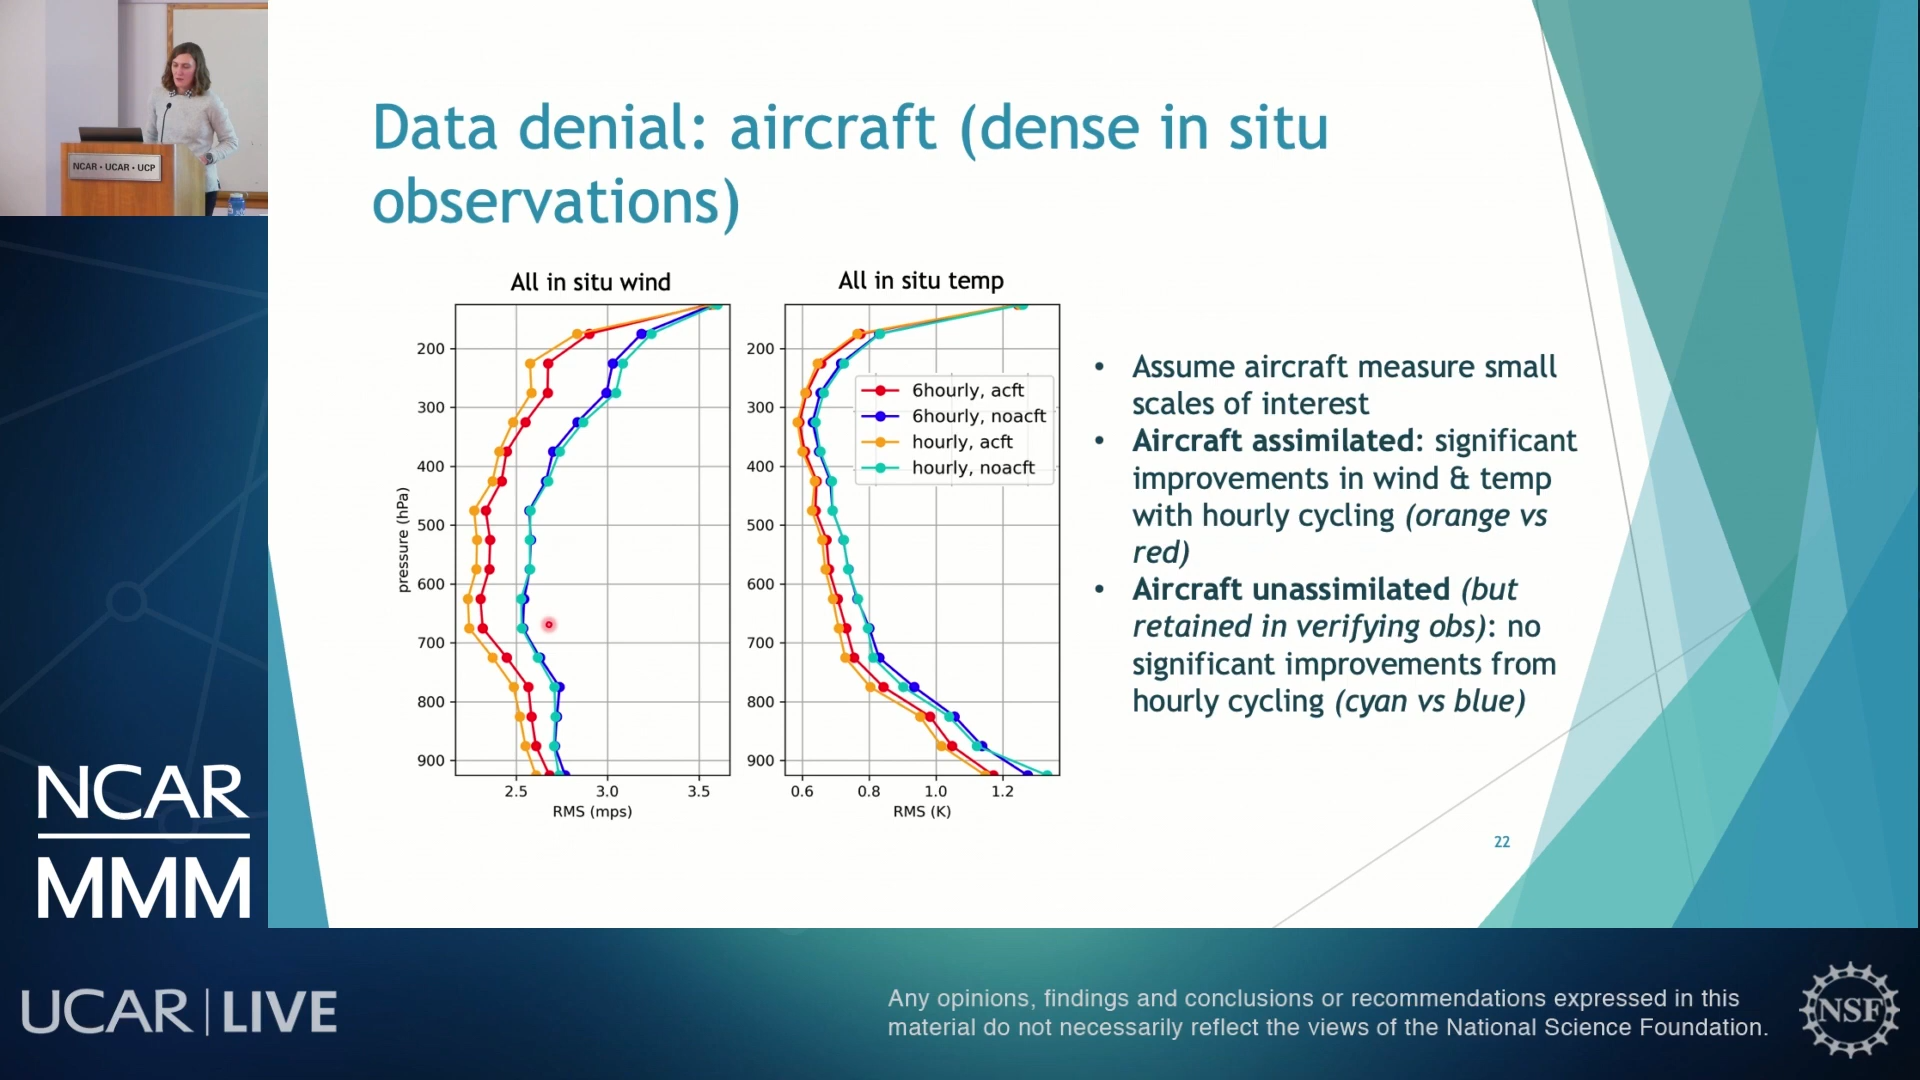 NCAR • UCAR • UCP
Data denial: aircraft (dense in situ
observations)
All in situ wind
All in situ temp
200
300
400
500
600
700
800
900
pressure (hPa)
2.5 3.0 3.5
RMS (mps)
200
300
400
500
600
700
800
900
6hourly, acft
6hourly, noacft
hourly, acft
hourly, noacft
0.6 0.8 1.0 1.2
RMS (K)
• Assume aircraft measure small
scales of interest
• Aircraft assimilated: significant
improvements in wind & temp
with hourly cycling (orange vs
red)
• Aircraft unassimilated (but
retained in verifying obs): no
significant improvements from
hourly cycling (cyan vs blue)
22
NCAR
MMM
UCAR | LIVE
Any opinions, findings and conclusions or recommendations expressed in this
material do not necessarily reflect the views of the National Science Foundation.
NSF